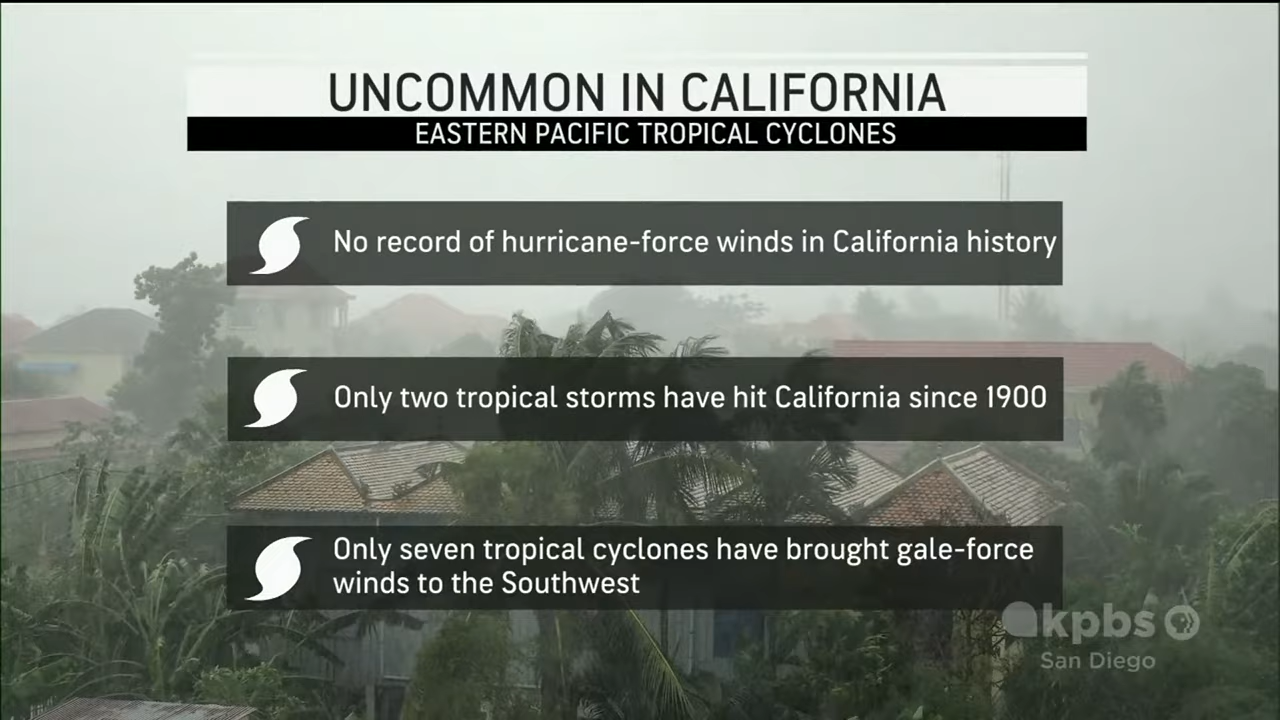 UNCOMMON IN CALIFORNIA
EASTERN PACIFIC TROPICAL CYCLONES
No record of hurricane-force winds in California history
Only two tropical storms have hit California since 1900
Only seven tropical cyclones have brought gale-force
winds to the Southwest
kpbs
San Diego